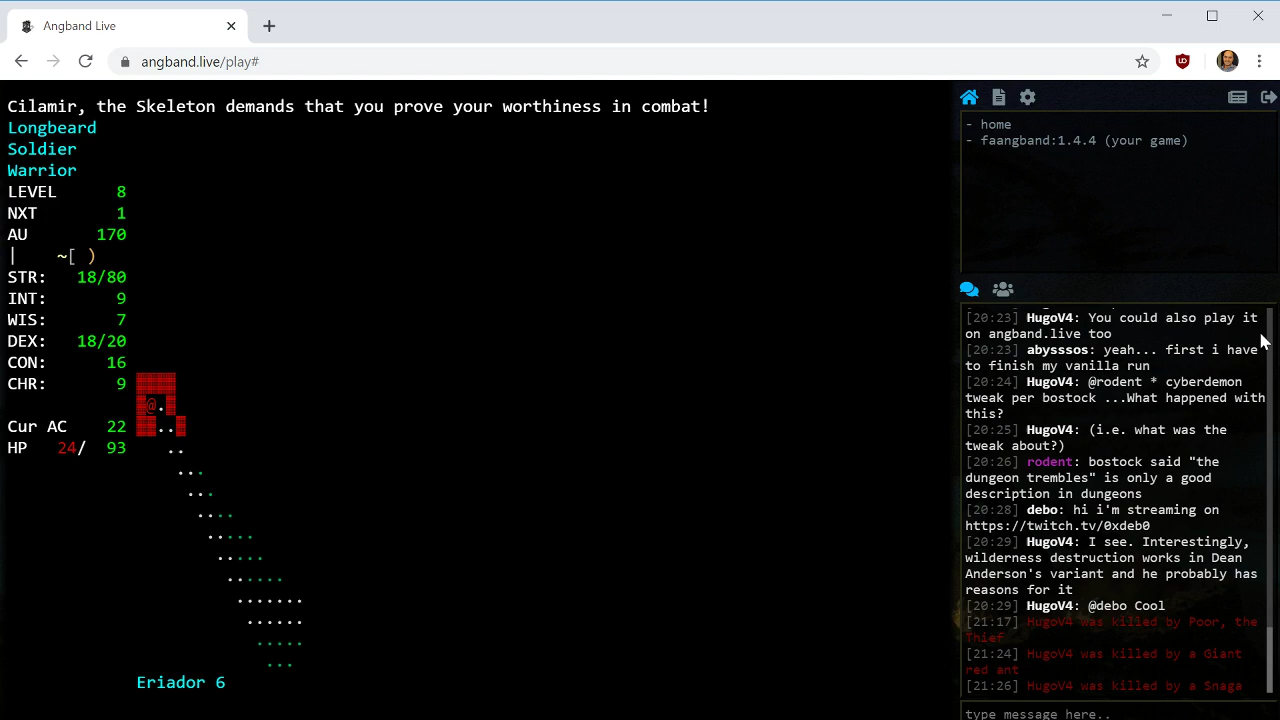 Angband Live
angband.live/play#
Cilamir, the Skeleton demands that you prove your worthiness in combat!
Longbeard
Soldier
Warrior
LEVEL 8
NXT 1
AU 170
| ~[ )
STR: 18/80
INT: 9
WIS: 7
DEX: 18/20
CON: 16
CHR: 9
Cur AC 22
HP 24/ 93
@
Eriador 6
- home
- faangband:1.4.4 (your game)
[20:23] HugoV4: You could also play it
on angband.live too
[20:23] abysssos: yeah... first i have
to finish my vanilla run
[20:24] HugoV4: @rodent * cyberdemon
tweak per bostock ...What happened with
this?
[20:25] HugoV4: (i.e. what was the
tweak about?)
[20:26] rodent: bostock said "the
dungeon trembles" is only a good
description in dungeons
[20:28] debo: hi i'm streaming on
https://twitch.tv/0xdeb0
[20:29] HugoV4: I see. Interestingly,
wilderness destruction works in Dean
Anderson's variant and he probably has
reasons for it
[20:29] HugoV4: @debo Cool
[21:17] HugoV4 was killed by Poor, the
Thief
[21:24] HugoV4 was killed by a Giant
red ant
[21:26] HugoV4 was killed by a Snaga
type message here..